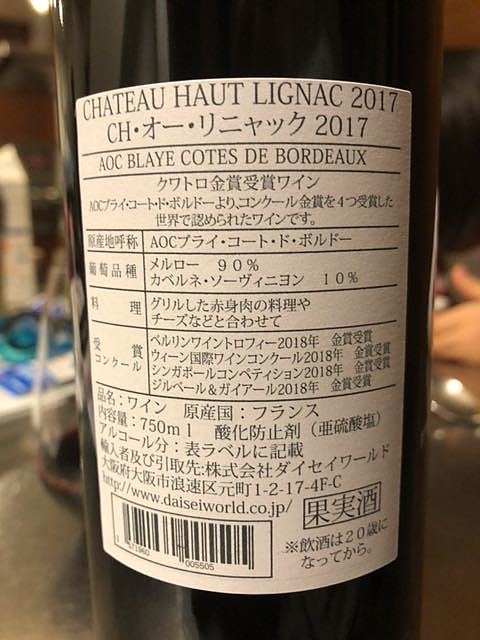 CHATEAU HAUT LIGNAC 2017
CH・オー・リニャック 2017
AOC BLAYE COTES DE BORDEAUX
クワトロ金賞受賞ワイン
AOCブライ・コート・ド・ボルドーより、コンクール金賞を4つ受賞した
世界で認められたワインです。
原産地呼称 AOCブライ・コート・ド・ボルドー
葡萄品種 メルロー 90%
カベルネ・ソーヴィニヨン 10%
料理 グリルした赤身肉の料理や
チーズなどと合わせて
受賞コンクール ベルリンワイントロフィー2018年 金賞受賞
ウィーン国際ワインコンクール2018年 金賞受賞
シンガポールコンペティション2018年 金賞受賞
ジルベール&ガイアール2018年 金賞受賞
品名:ワイン 原産国:フランス
内容量:750ml 酸化防止剤(亜硫酸塩)
アルコール分:表ラベルに記載
輸入者及び引取先:株式会社ダイセイワールド
大阪府大阪市浪速区元町1-2-17-4F-C
http://www.daiseiworld.co.jp/
果実酒
※飲酒は20歳に
なってから。
005505